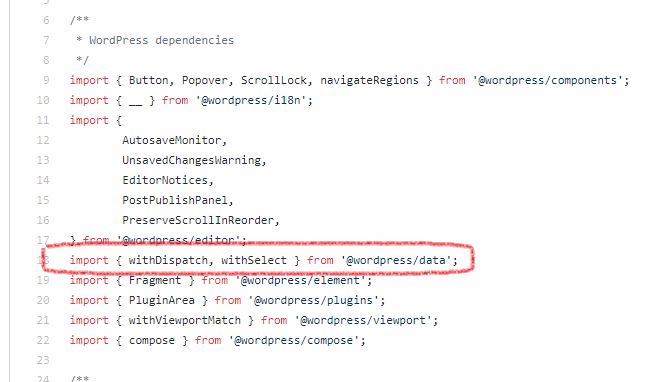 6 /**
7 * WordPress dependencies
8 */
9 import { Button, Popover, ScrollLock, navigateRegions } from '@wordpress/components';
10 import { __ } from '@wordpress/i18n';
11 import {
12 AutosaveMonitor,
13 UnsavedChangesWarning,
14 EditorNotices,
15 PostPublishPanel,
16 PreserveScrollInReorder,
17 } from '@wordpress/editor';
18 import { withDispatch, withSelect } from '@wordpress/data';
19 import { Fragment } from '@wordpress/element';
20 import { PluginArea } from '@wordpress/plugins';
21 import { withViewportMatch } from '@wordpress/viewport';
22 import { compose } from '@wordpress/compose';
23
24 /**